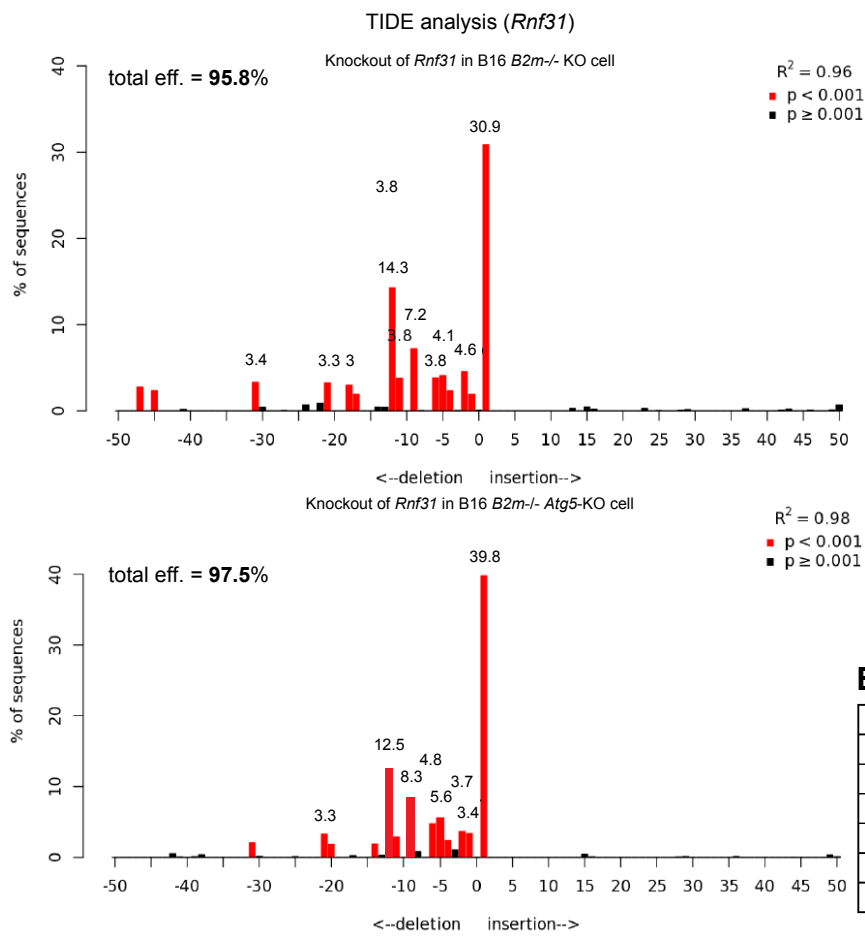 TIDE analysis (Rnf31)
Knockout of Rnf31 in B16 B2m-/- KO cell
total eff. = 95.8%
R² = 0.96
p < 0.001
p ≥ 0.001
% of sequences
40
30
20
10
0
30.9
3.8
14.3
7.2
3.8
4.1
4.6
3.4
3.3
3
3.8
-50 -40 -30 -20 -10 -5 0 5 10 15 20 25 30 35 40 45 50
<--deletion insertion-->
Knockout of Rnf31 in B16 B2m-/- Atg5-KO cell
total eff. = 97.5%
R² = 0.98
p < 0.001
p ≥ 0.001
% of sequences
40
30
20
10
0
39.8
12.5
4.8
8.3
3.7
5.6
3.3
3.4
-50 -40 -30 -20 -10 -5 0 5 10 15 20 25 30 35 40 45 50
<--deletion insertion-->